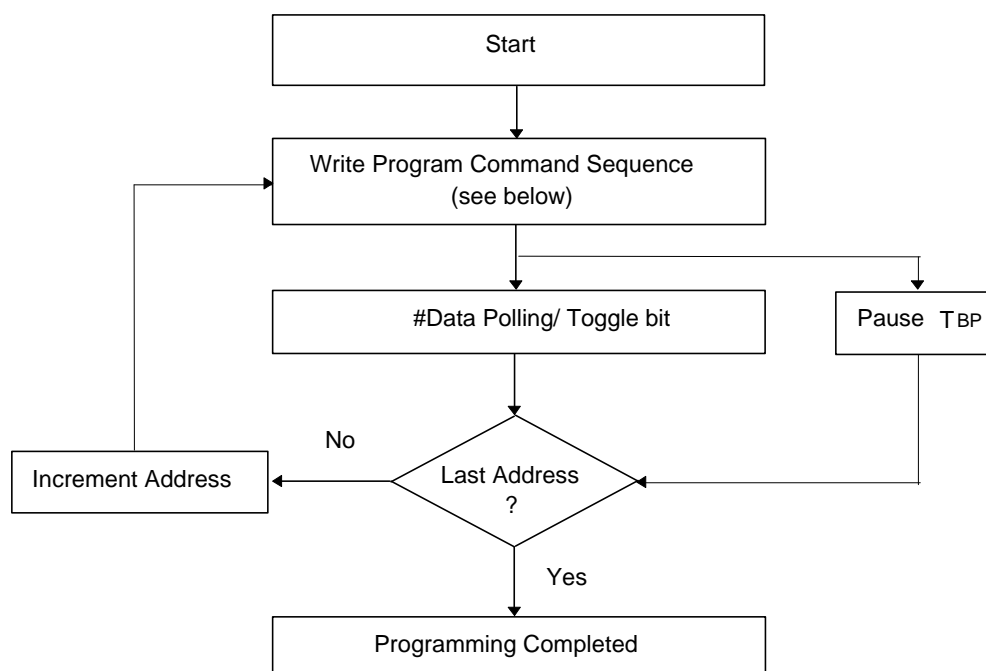 Start
Write Program Command Sequence
(see below)
#Data Polling/ Toggle bit
Pause TBP
No
Increment Address
Last Address
?
Yes
Programming Completed